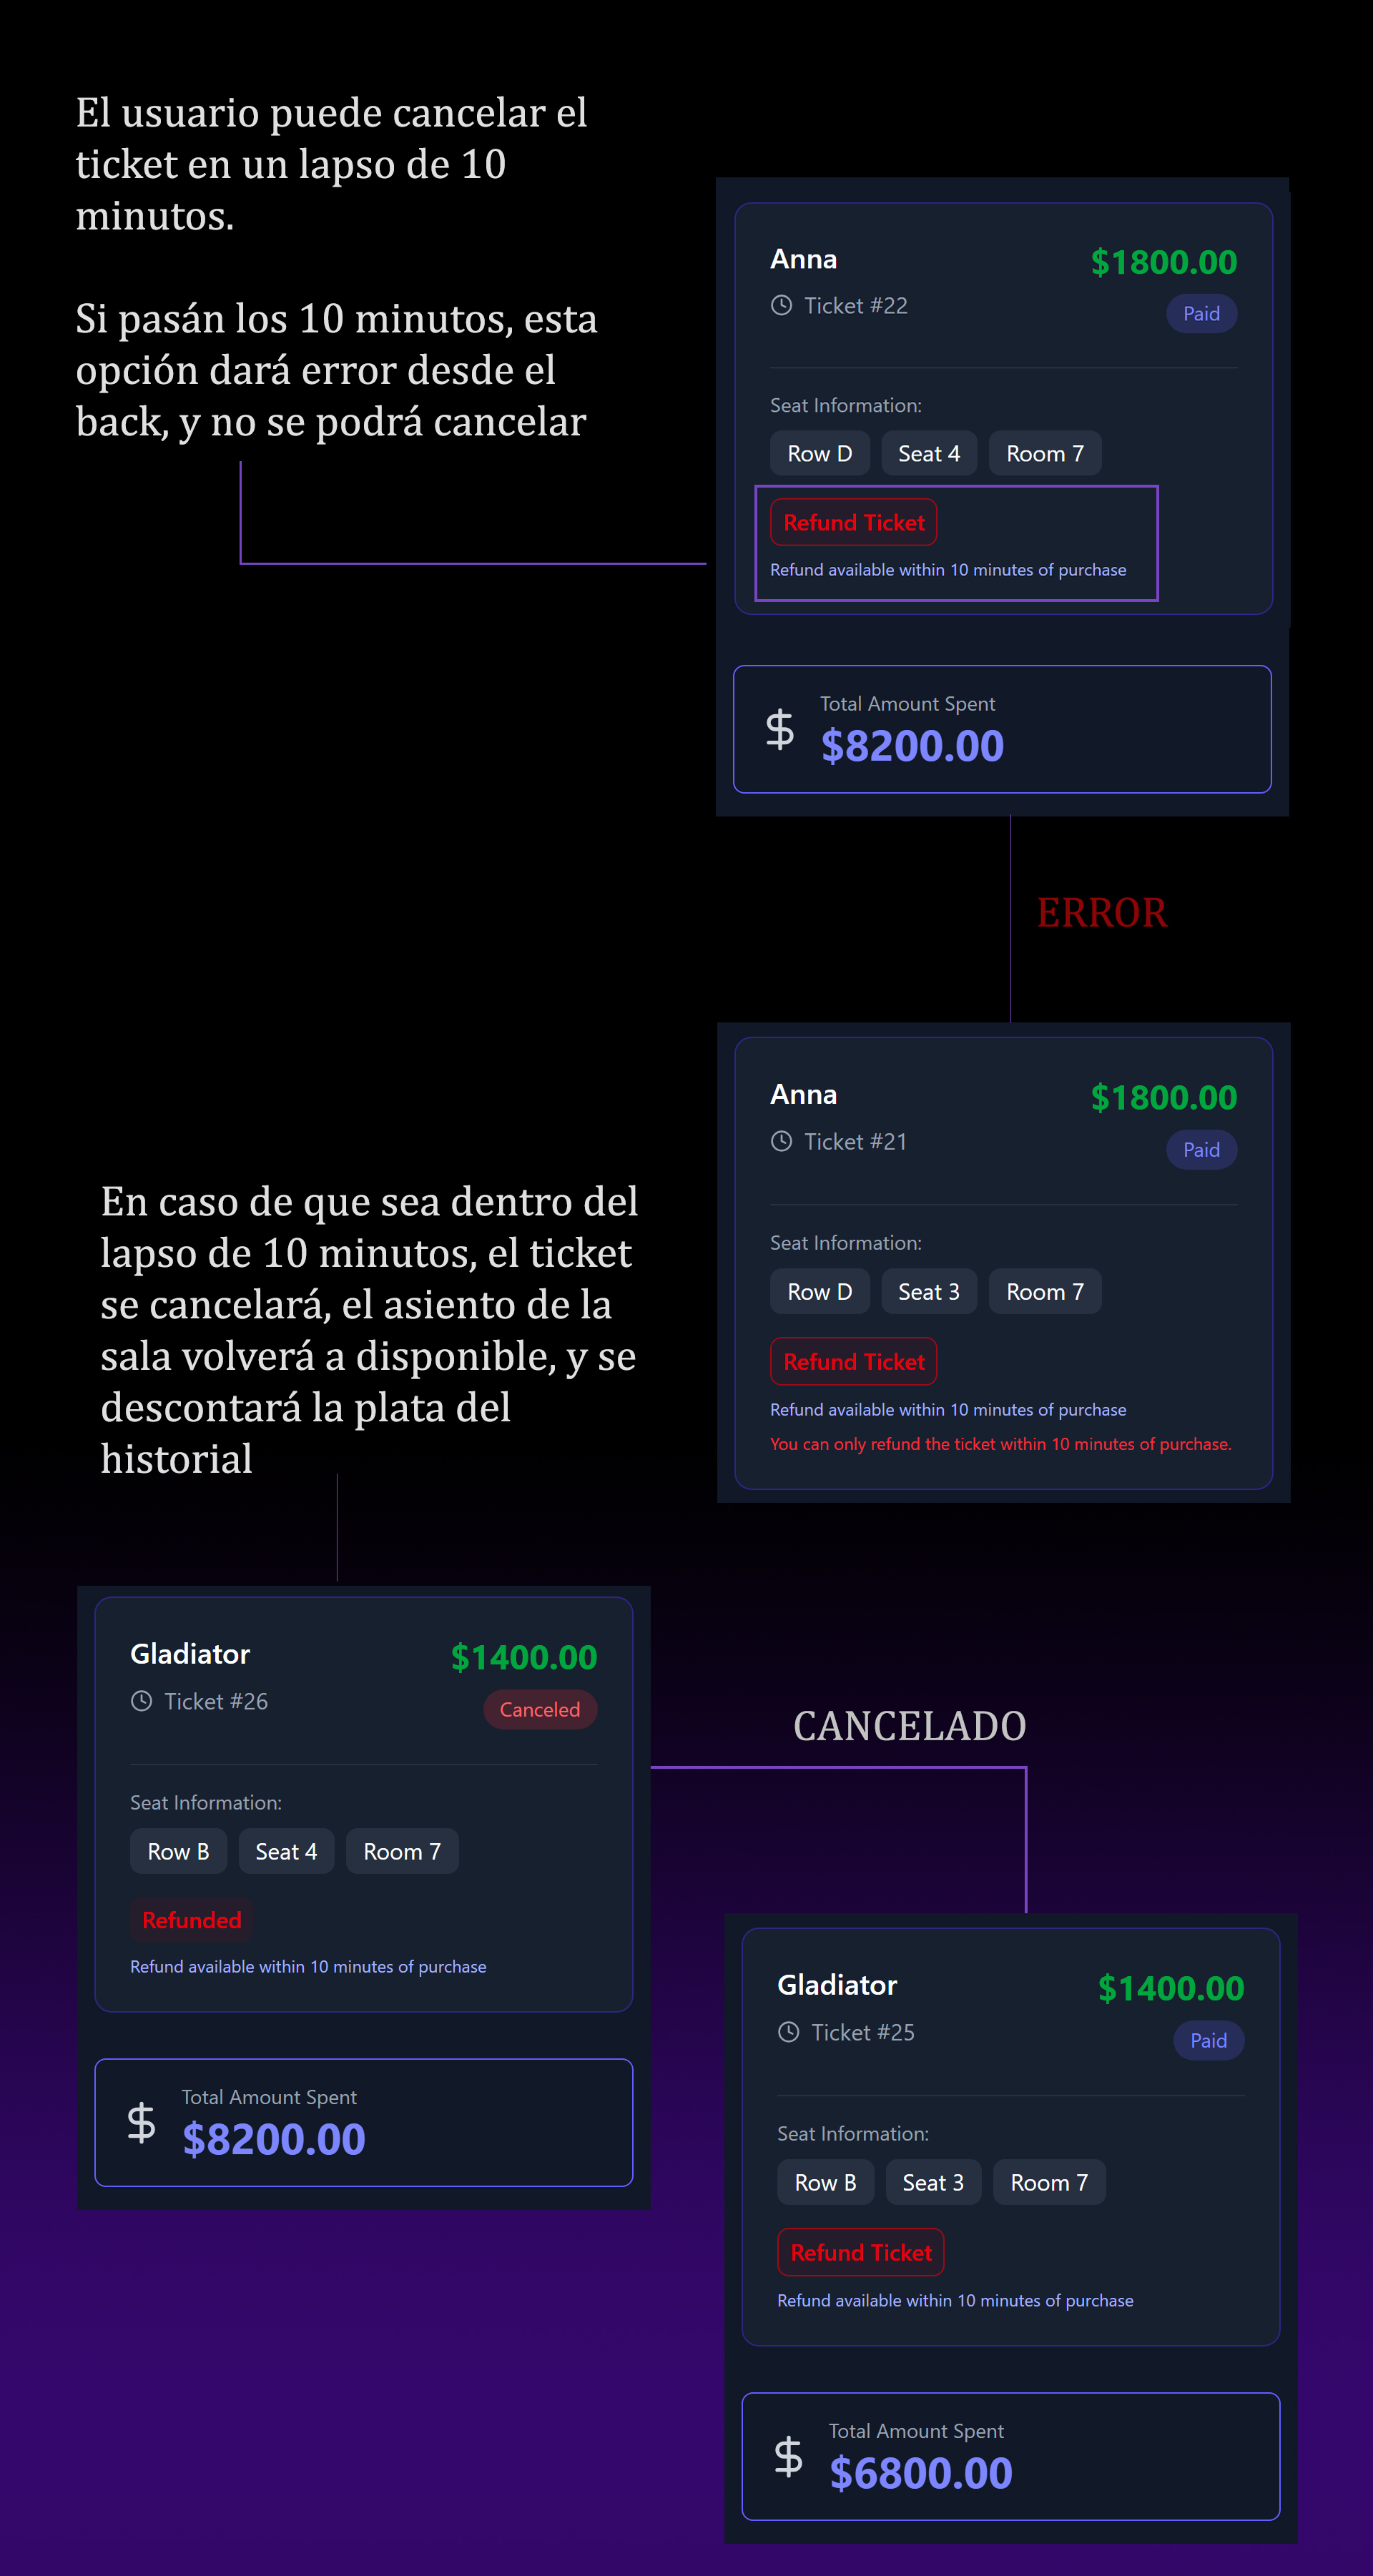 El usuario puede cancelar el
ticket en un lapso de 10
minutos.
Si pasán los 10 minutos, esta
opción dará error desde el
back, y no se podrá cancelar
Anna
$1800.00
Ticket #22
Paid
Seat Information:
Row D
Seat 4
Room 7
Refund Ticket
Refund available within 10 minutes of purchase
Total Amount Spent
$8200.00
ERROR
Anna
$1800.00
Ticket #21
Paid
Seat Information:
Row D
Seat 3
Room 7
Refund Ticket
Refund available within 10 minutes of purchase
You can only refund the ticket within 10 minutes of purchase.
En caso de que sea dentro del
lapso de 10 minutos, el ticket
se cancelará, el asiento de la
sala volverá a disponible, y se
descontará la plata del
historial
Gladiator
$1400.00
Ticket #26
Canceled
Seat Information:
Row B
Seat 4
Room 7
Refunded
Refund available within 10 minutes of purchase
Total Amount Spent
$8200.00
CANCELADO
Gladiator
$1400.00
Ticket #25
Paid
Seat Information:
Row B
Seat 3
Room 7
Refund Ticket
Refund available within 10 minutes of purchase
Total Amount Spent
$6800.00